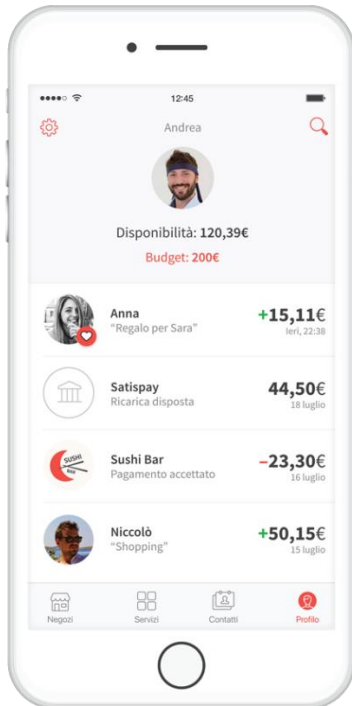 12:45
Andrea
Disponibilità: 120,39€
Budget: 200€
Anna
+15,11€
"Regalo per Sara"
Ieri, 22:38
Satispay
44,50€
Ricarica disposta
18 luglio
SUSHI
BAR
Sushi Bar
-23,30€
Pagamento accettato
16 luglio
Niccolò
+50,15€
"Shopping"
15 luglio
Negozi
Servizi
Contatti
Profilo